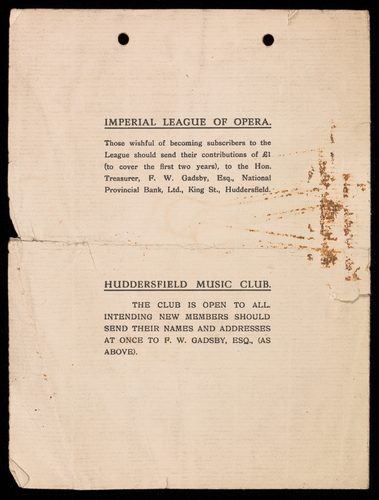 IMPERIAL LEAGUE OF OPERA.
Those wishful of becoming subscribers to the
League should send their contributions of £1
(to cover the first two years), to the Hon.
Treasurer, F. W. Gadsby, Esq., National
Provincial Bank, Ltd., King St., Huddersfield.
HUDDERSFIELD MUSIC CLUB.
THE CLUB IS OPEN TO ALL.
INTENDING NEW MEMBERS SHOULD
SEND THEIR NAMES AND ADDRESSES
AT ONCE TO F. W. GADSBY, ESQ., (AS
ABOVE).